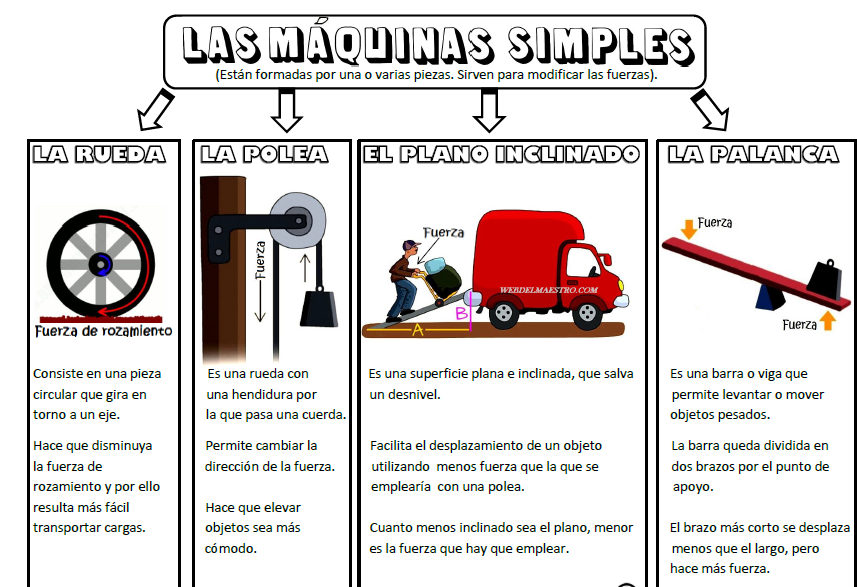 LAS MÁQUINAS SIMPLES
(Están formadas por una o varias piezas. Sirven para modificar las fuerzas).
LA RUEDA
Fuerza de rozamiento
Consiste en una pieza
circular que gira en
torno a un eje.
Hace que disminuya
la fuerza de
rozamiento y por ello
resulta más fácil
transportar cargas.
LA POLEA
Fuerza
Es una rueda con
una hendidura por
la que pasa una cuerda.
Permite cambiar la
dirección de la fuerza.
Hace que elevar
objetos sea más
cómodo.
EL PLANO INCLINADO
Fuerza
WEBDELMAESTRO.COM
B
A
Es una superficie plana e inclinada, que salva
un desnivel.
Facilita el desplazamiento de un objeto
utilizando menos fuerza que la que se
emplearía con una polea.
Cuanto menos inclinado sea el plano, menor
es la fuerza que hay que emplear.
LA PALANCA
Fuerza
Fuerza
Es una barra o viga que
permite levantar o mover
objetos pesados.
La barra queda dividida en
dos brazos por el punto de
apoyo.
El brazo más corto se desplaza
menos que el largo, pero
hace más fuerza.